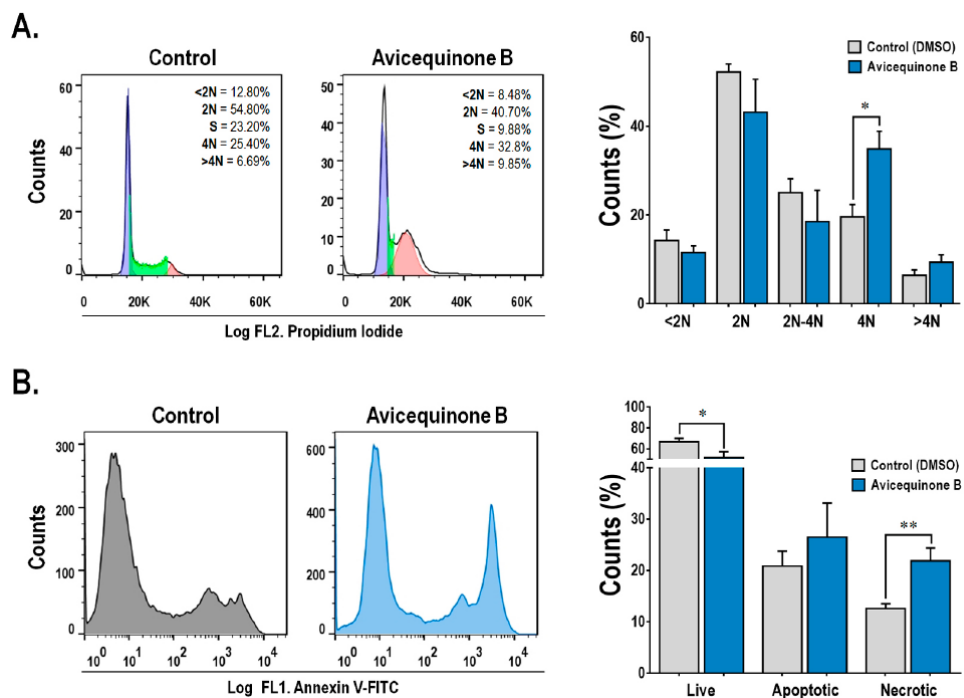 A.
Control
Avicequinone B
<2N = 12.80%
2N = 54.80%
S = 23.20%
4N = 25.40%
>4N = 6.69%
<2N = 8.48%
2N = 40.70%
S = 9.88%
4N = 32.8%
>4N = 9.85%
Counts
60
40
20
0
50
40
30
20
10
0
0 20K 40K 60K
0 20K 40K 60K
Log FL2. Propidium Iodide
Counts (%)
60
40
20
0
Control (DMSO)
Avicequinone B
*
<2N 2N 2N-4N 4N >4N
B.
Control
Avicequinone B
Counts
300
200
100
0
600
400
200
0
10^0 10^1 10^2 10^3 10^4
10^0 10^1 10^2 10^3 10^4
Log FL1. Annexin V-FITC
Counts (%)
100
80
60
40
30
20
10
0
*
Control (DMSO)
Avicequinone B
**
Live Apoptotic Necrotic